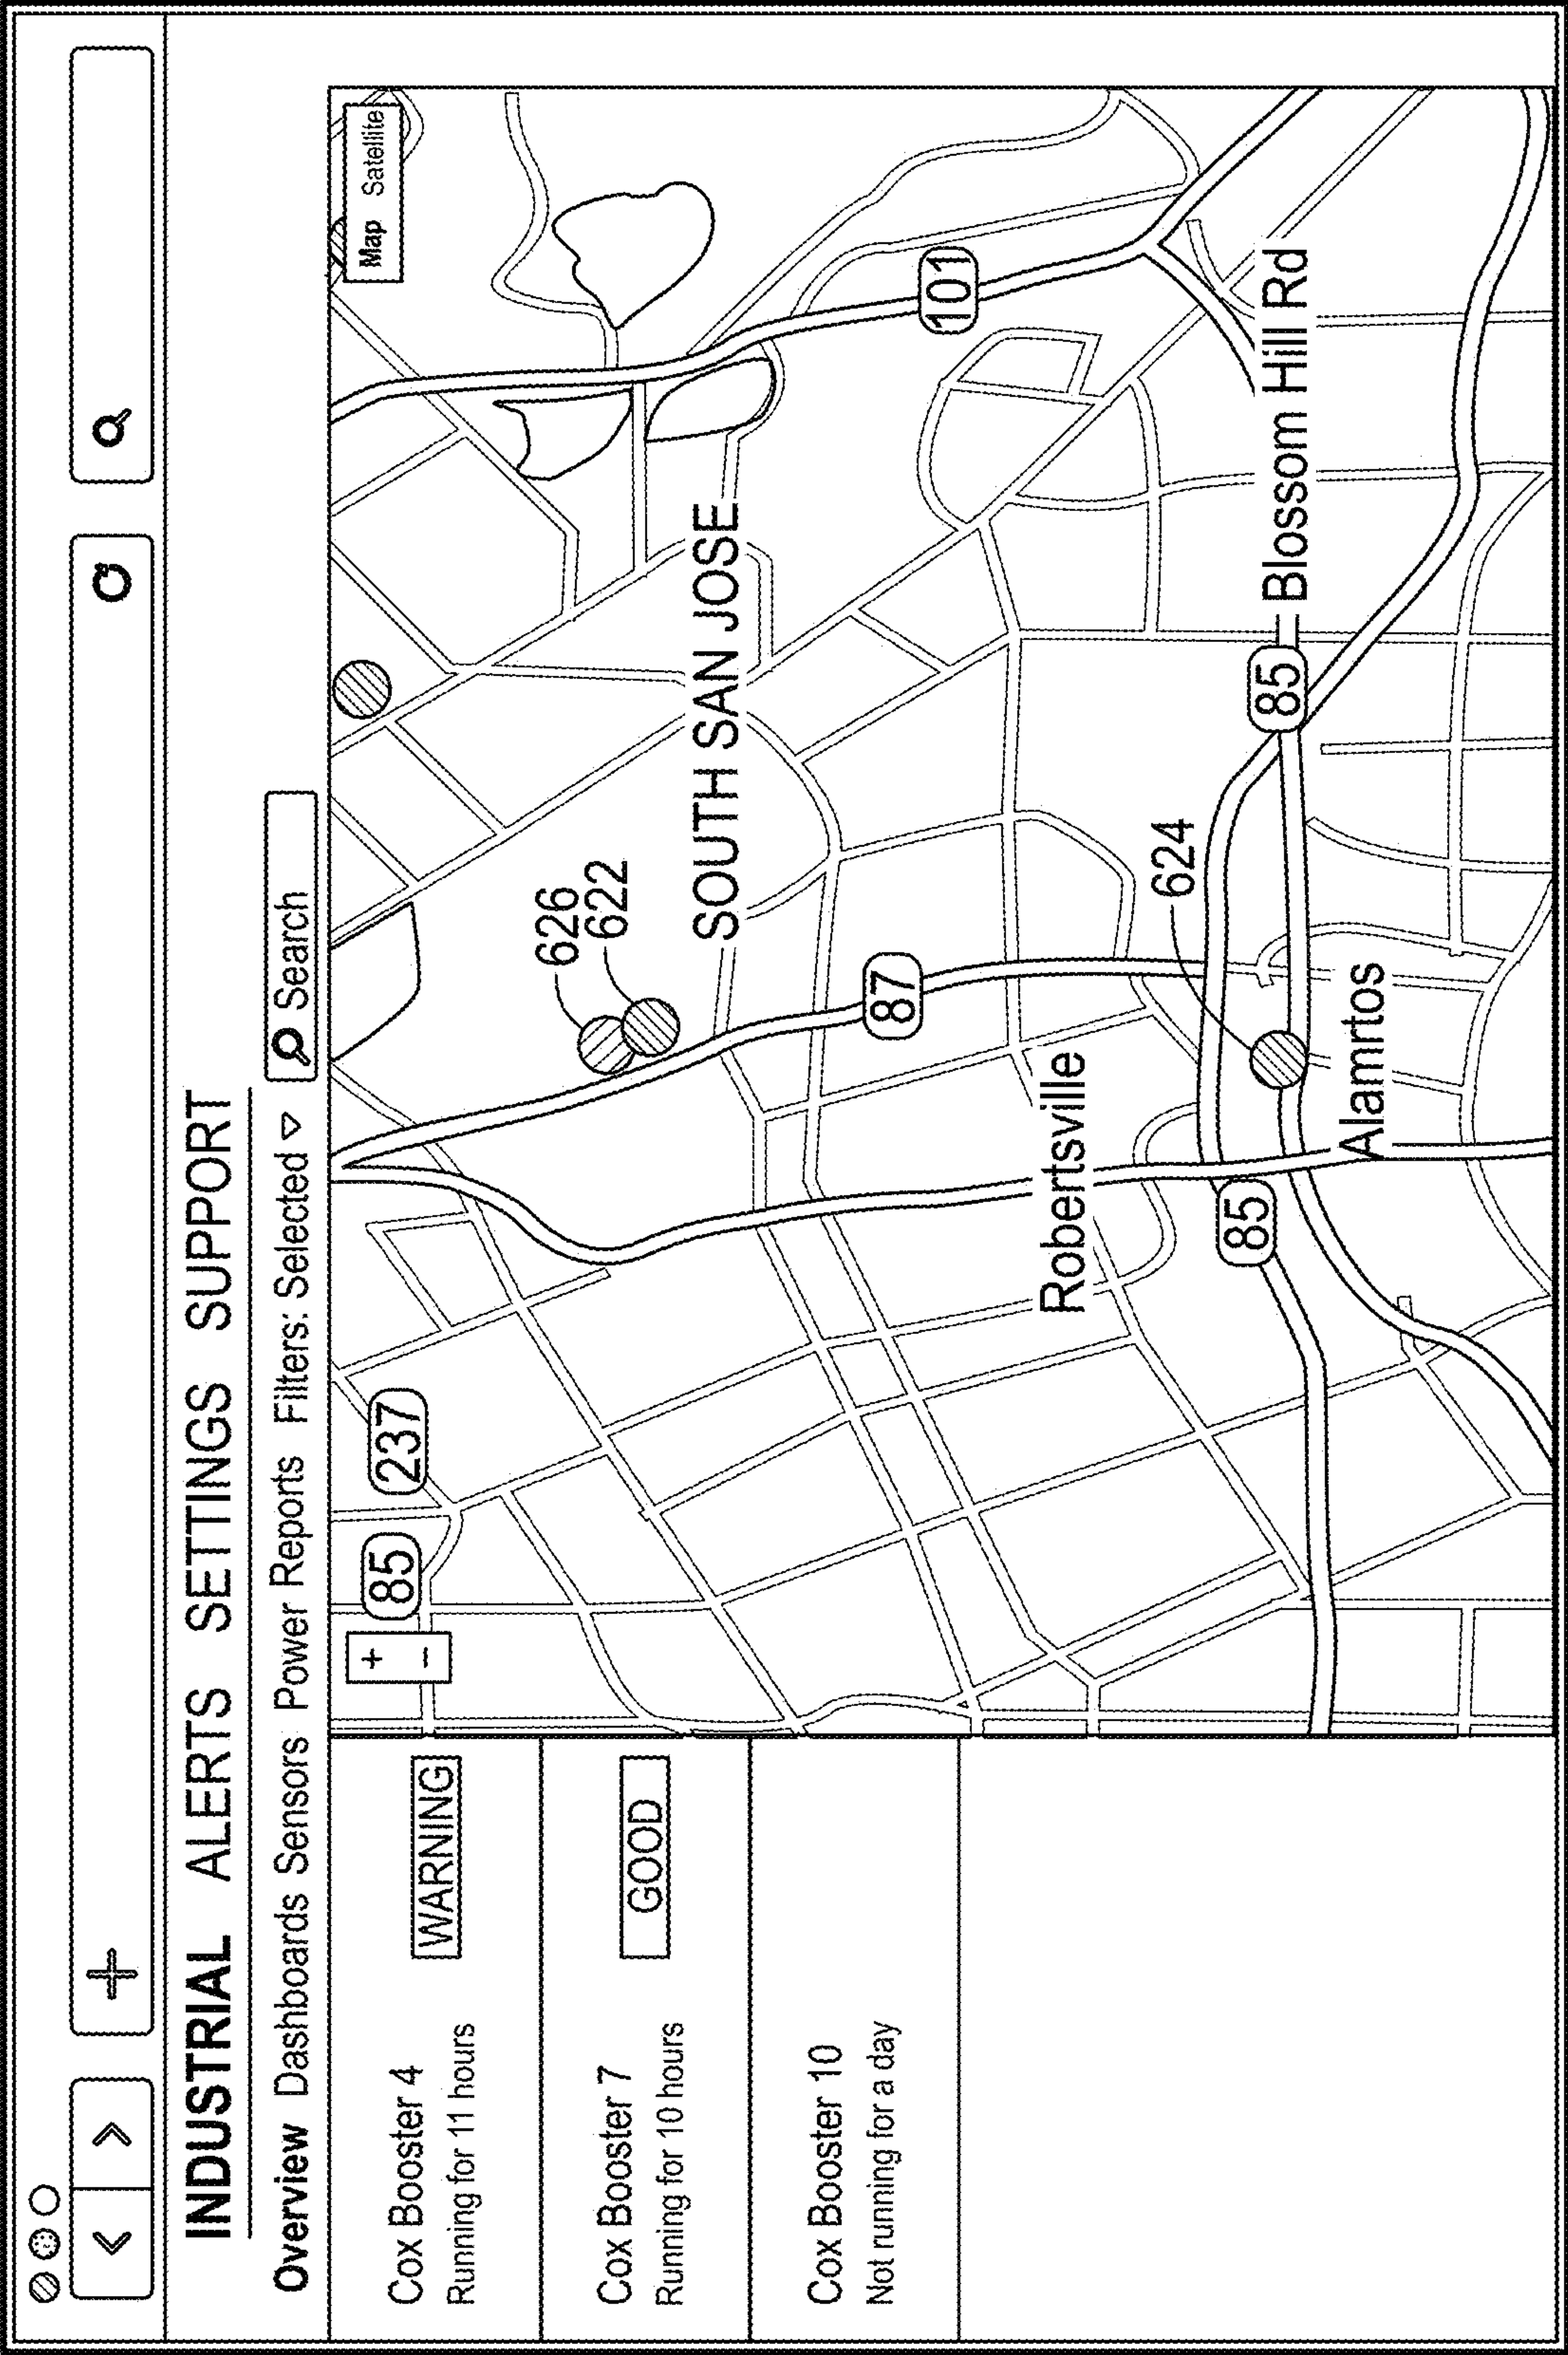 INDUSTRIAL ALERTS SETTINGS SUPPORT
Overview Dashboards Sensors Power Reports Filters: Selected Search
Cox Booster 4
Running for 11 hours
WARNING
Cox Booster 7
Running for 10 hours
GOOD
Cox Booster 10
Not running for a day
+
−
85
237
Map Satellite
626
622
SOUTH SAN JOSE
87
101
Robertsville
624
85
85
Blossom Hill Rd
Alamrtos